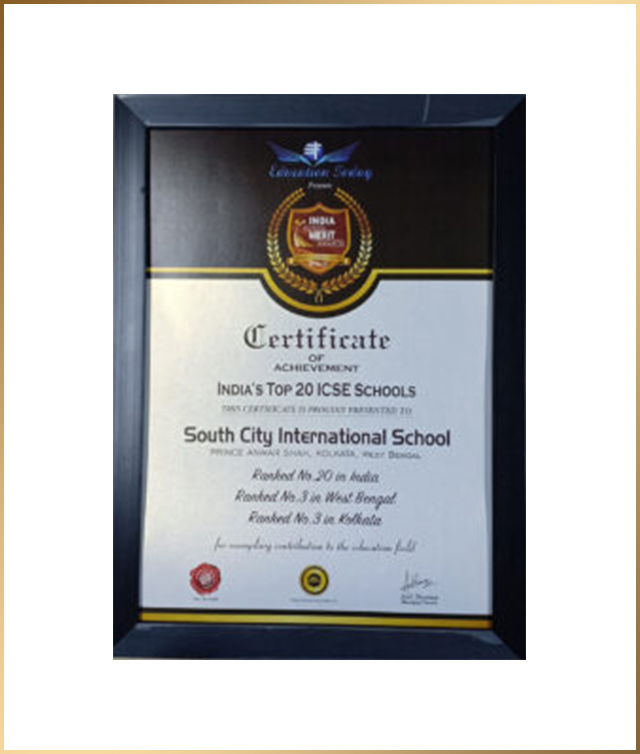 Education Today
Presents
INDIA
MERIT
AWARDS
Certificate
OF
ACHIEVEMENT
INDIA'S TOP 20 ICSE SCHOOLS
THIS CERTIFICATE IS PROUDLY PRESENTED TO
South City International School
PRINCE ANWAR SHAH, KOLKATA, WEST BENGAL
Ranked No.20 in India
Ranked No.3 in West Bengal
Ranked No.3 in Kolkata
for exemplary contribution to the education field